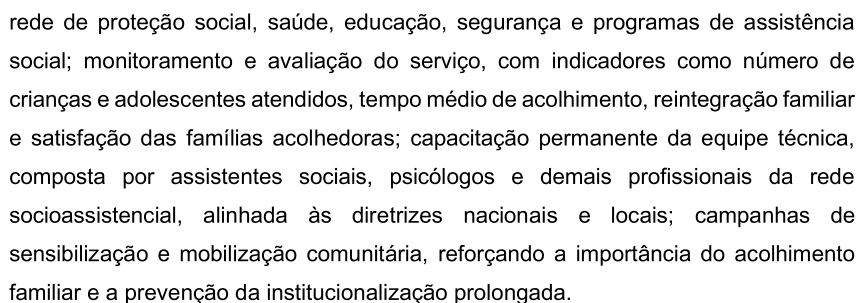 rede de proteção social, saúde, educação, segurança e programas de assistência
social; monitoramento e avaliação do serviço, com indicadores como número de
crianças e adolescentes atendidos, tempo médio de acolhimento, reintegração familiar
e satisfação das famílias acolhedoras; capacitação permanente da equipe técnica,
composta por assistentes sociais, psicólogos e demais profissionais da rede
socioassistencial, alinhada às diretrizes nacionais e locais; campanhas de
sensibilização e mobilização comunitária, reforçando a importância do acolhimento
familiar e a prevenção da institucionalização prolongada.